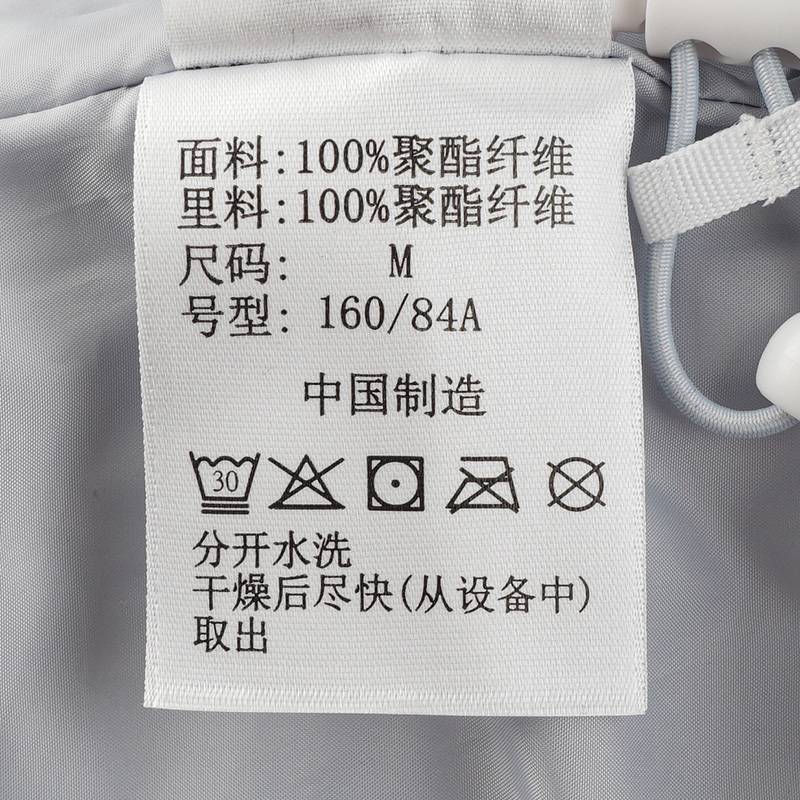 面料:100%聚酯纤维
里料:100%聚酯纤维
尺码: M
号型: 160/84A
中国制造
30
分开水洗
干燥后尽快(从设备中)
取出